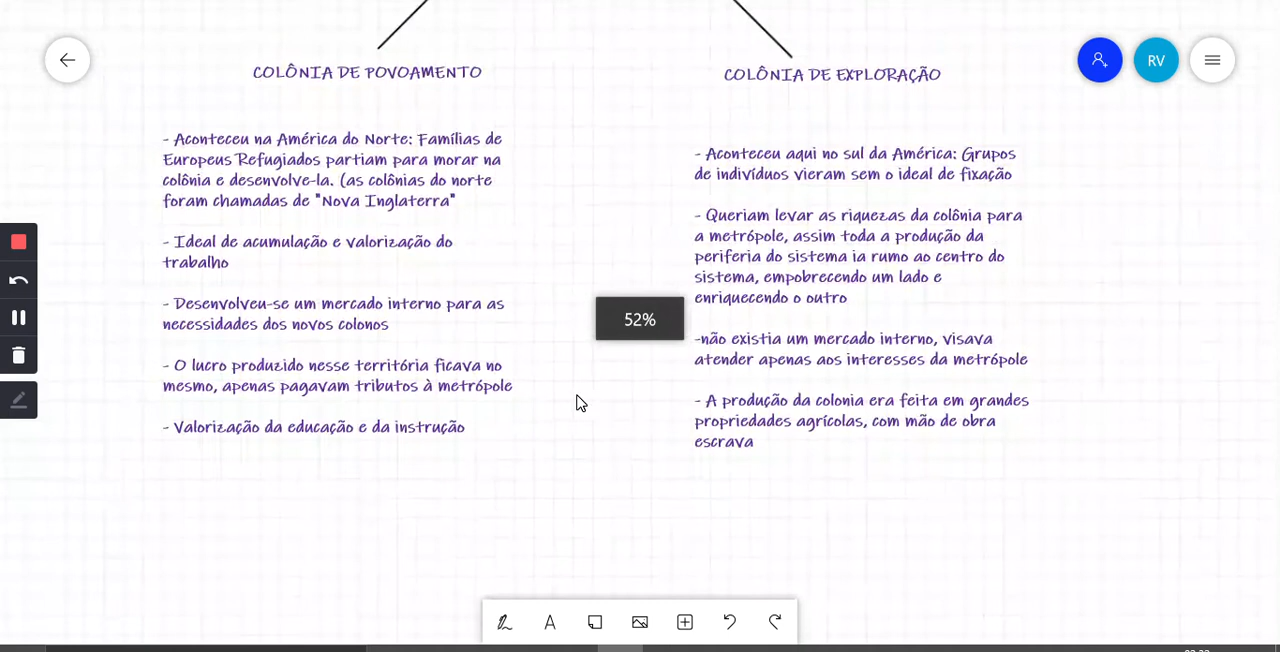 COLÔNIA DE POVOAMENTO
- Aconteceu na América do Norte: Famílias de
Europeus Refugiados partiam para morar na
colônia e desenvolve-la. (as colônias do norte
foram chamadas de "Nova Inglaterra"
- Ideal de acumulação e valorização do
trabalho
- Desenvolveu-se um mercado interno para as
necessidades dos novos colonos
- O lucro produzido nesse território ficava no
mesmo, apenas pagavam tributos à metrópole
- Valorização da educação e da instrução
COLÔNIA DE EXPLORAÇÃO
- Aconteceu aqui no sul da América: Grupos
de indivíduos vieram sem o ideal de fixação
- Queriam levar as riquezas da colônia para
a metrópole, assim toda a produção da
periferia do sistema ia rumo ao centro do
sistema, empobrecendo um lado e
enriquecendo o outro
-não existia um mercado interno, visava
atender apenas aos interesses da metrópole
- A produção da colonia era feita em grandes
propriedades agrícolas, com mão de obra
escrava
RV
52%
A